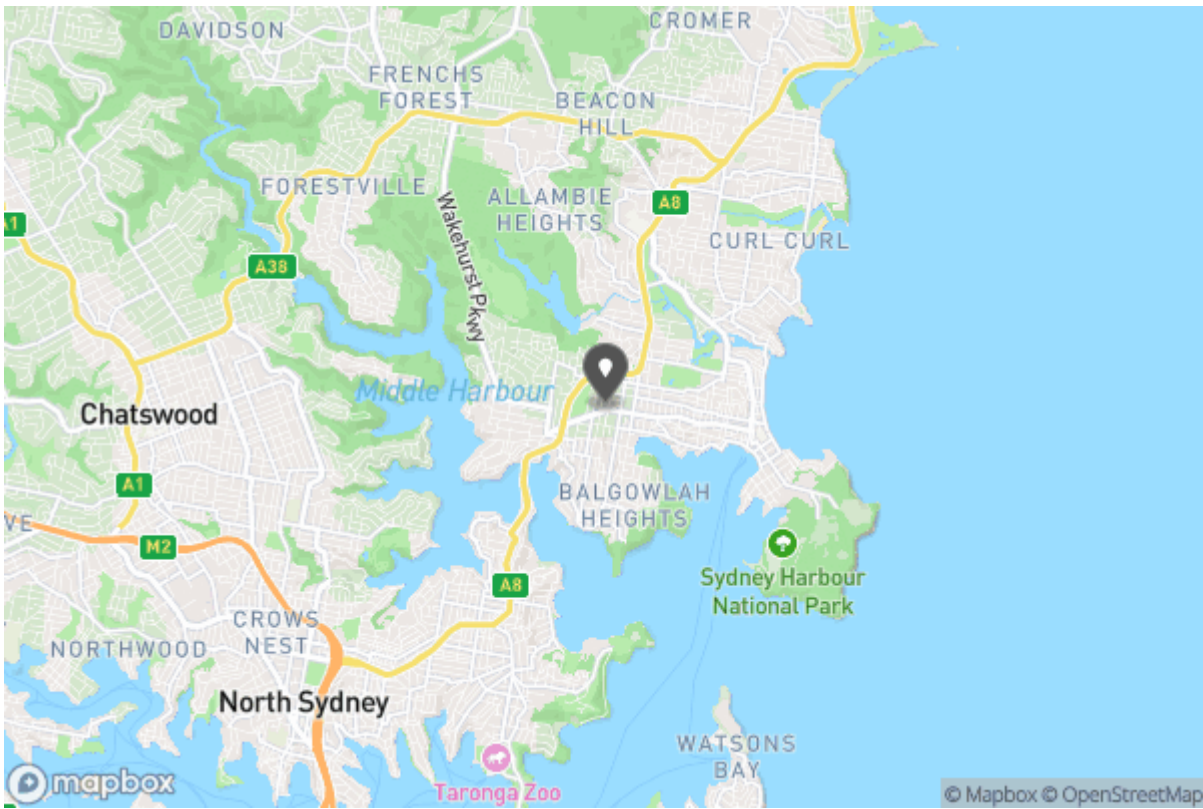 DAVIDSON
CROMER
FRENCHS
FOREST
BEACON
HILL
FORESTVILLE
ALLAMBIE
HEIGHTS
A8
A1
Wakehurst Pkwy
CURL CURL
A38
Middle Harbour
Chatswood
A1
BALGOWLAH
HEIGHTS
VE
M2
A8
Sydney Harbour
National Park
CROWS
NEST
NORTHWOOD
North Sydney
WATSONS
BAY
Taronga Zoo
mapbox
© Mapbox © OpenStreetMap